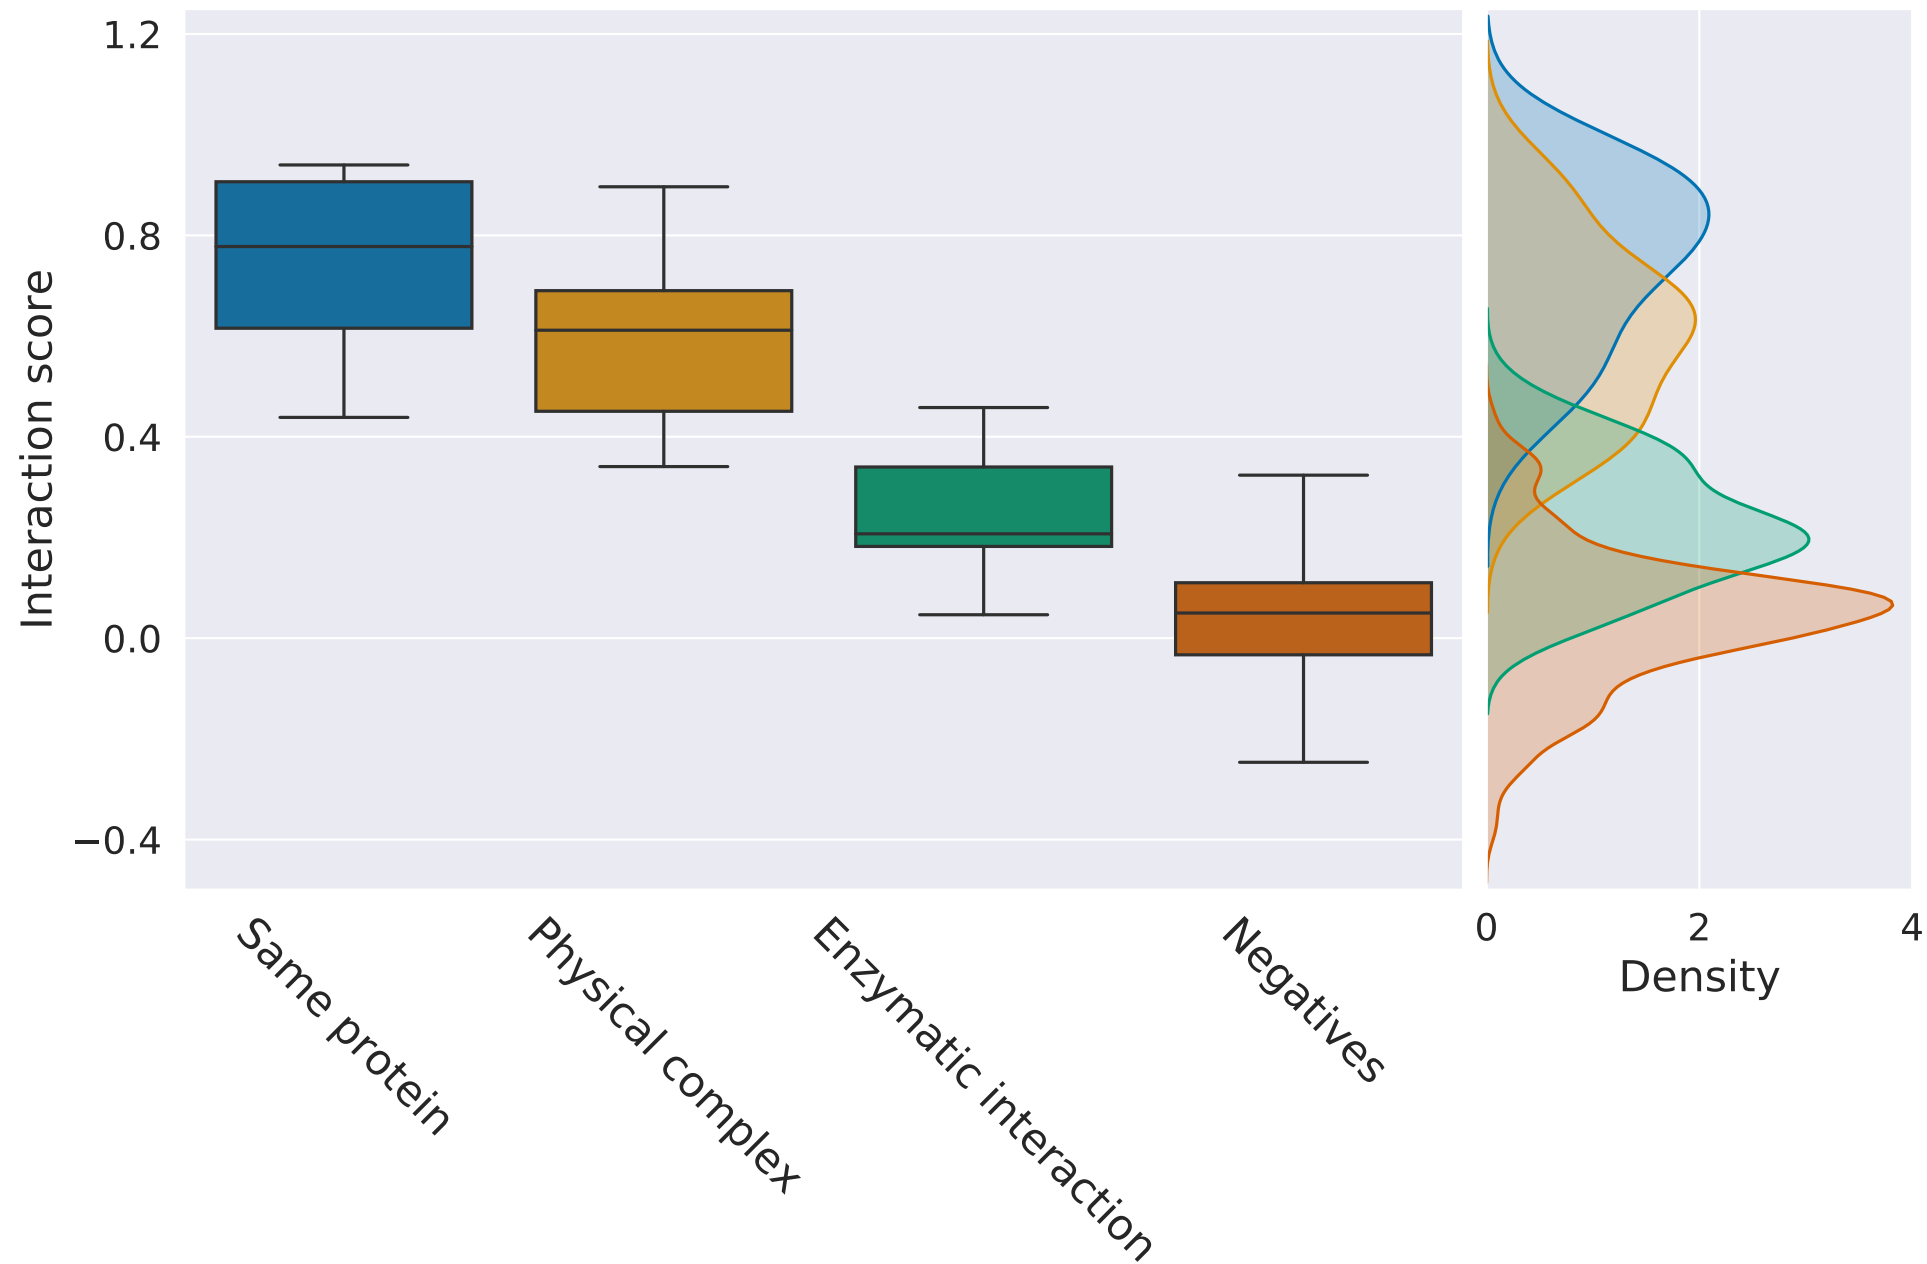 Interaction score
1.2
0.8
0.4
0.0
−0.4
Same protein
Physical complex
Enzymatic interaction
Negatives
0 2 4
Density